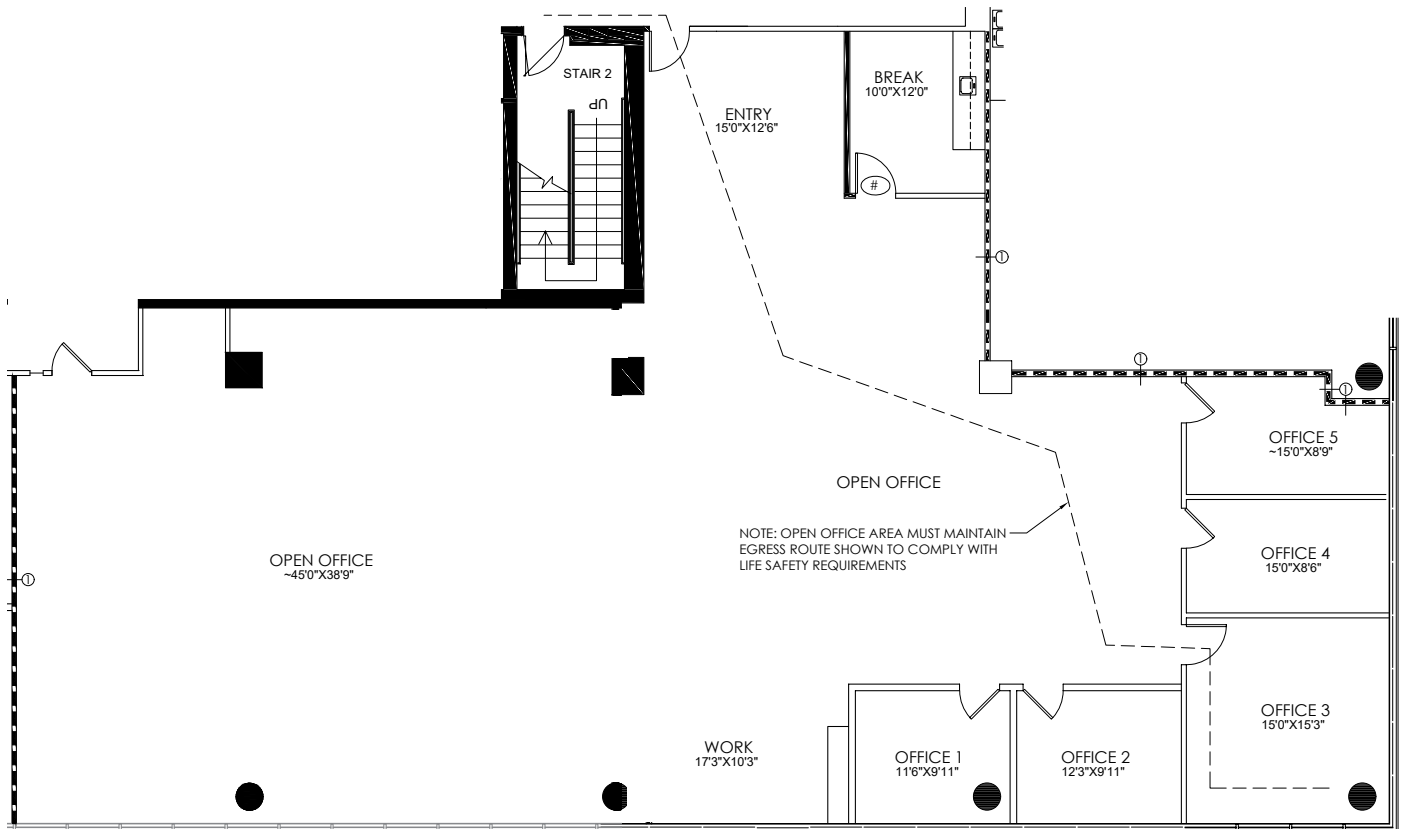 STAIR 2
UP
BREAK
10'0"X12'0"
ENTRY
15'0"X12'6"
#
1
1
1
OFFICE 5
~15'0"X8'9"
OPEN OFFICE
NOTE: OPEN OFFICE AREA MUST MAINTAIN
EGRESS ROUTE SHOWN TO COMPLY WITH
LIFE SAFETY REQUIREMENTS
OPEN OFFICE
~45'0"X38'9"
1
OFFICE 4
15'0"X8'6"
OFFICE 3
15'0"X15'3"
WORK
17'3"X10'3"
OFFICE 1
11'6"X9'11"
OFFICE 2
12'3"X9'11"